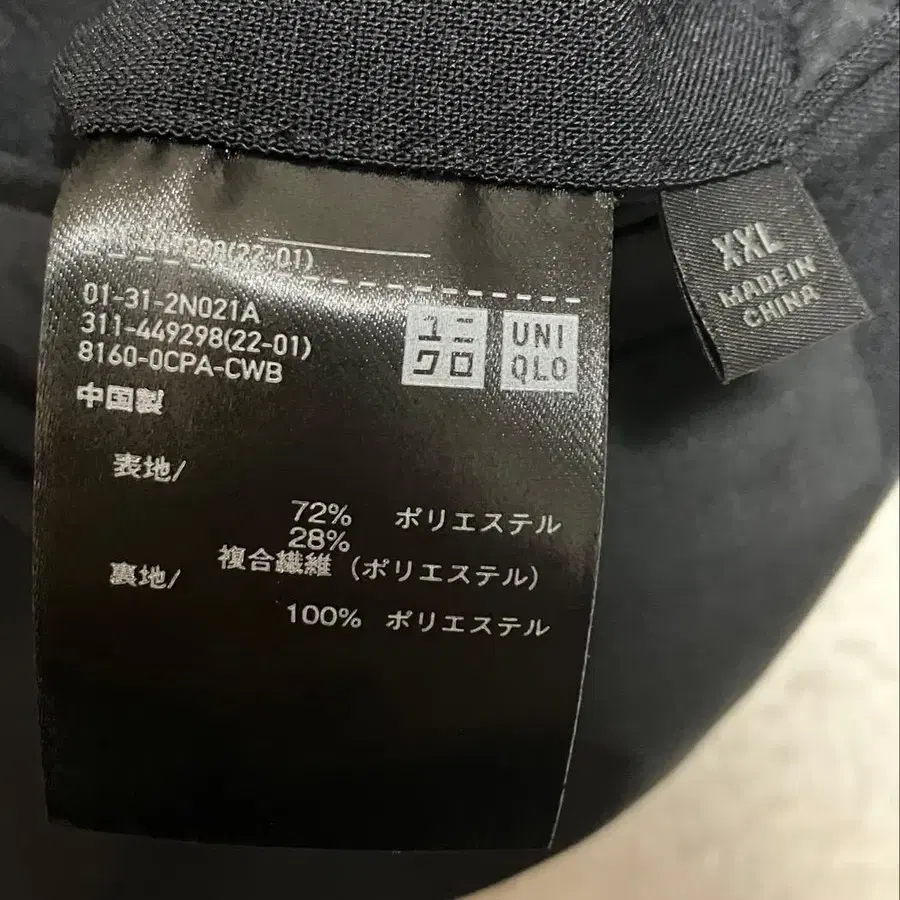 (22-01)
01-31-2N021A
311-449298(22-01)
8160-0CPA-CWB
中国製
ユニ
クロ
UNI
QLO
表地/
72% ポリエステル
28%
複合繊維 (ポリエステル)
裏地/
100% ポリエステル
XXL
MADE IN
CHINA